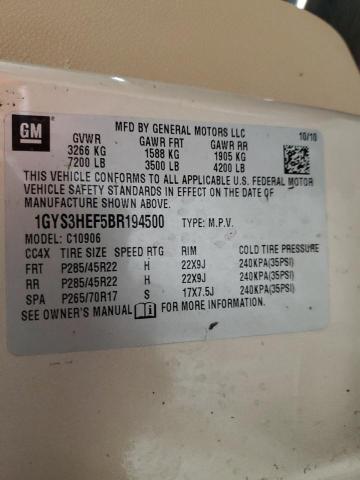 GM
MFD BY GENERAL MOTORS LLC 10/10
GVWR GAWR FRT GAWR RR
3266 KG 1588 KG 1905 KG
7200 LB 3500 LB 4200 LB
THIS VEHICLE CONFORMS TO ALL APPLICABLE U.S. FEDERAL MOTOR
VEHICLE SAFETY STANDARDS IN EFFECT ON THE DATE OF
MANUFACTURE SHOWN ABOVE.
1GYS3HEF5BR194500 TYPE: M.P.V.
MODEL: C10906
CC4X TIRE SIZE SPEED RTG RIM COLD TIRE PRESSURE
FRT P285/45R22 H 22X9J 240KPA(35PSI)
RR P285/45R22 H 22X9J 240KPA(35PSI)
SPA P265/70R17 S 17X7.5J 240KPA(35PSI)
SEE OWNER'S MANUAL i FOR MORE INFORMATION.